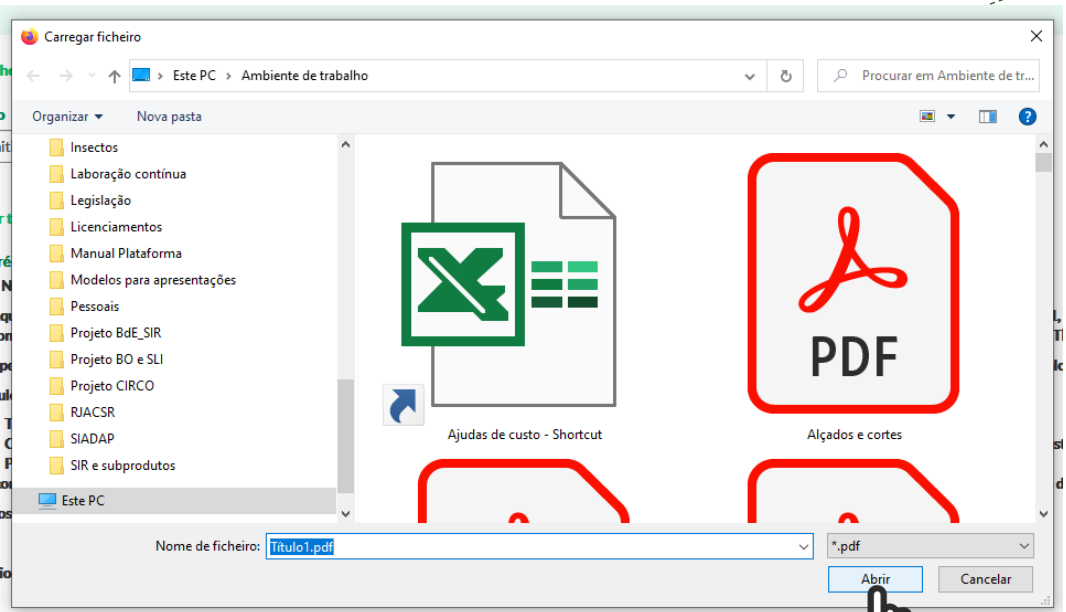 Carregar ficheiro
Este PC > Ambiente de trabalho
Procurar em Ambiente de tr...
Organizar
Nova pasta
Insectos
Laboração contínua
Legislação
Licenciamentos
Manual Plataforma
Modelos para apresentações
Pessoais
Projeto BdE_SIR
Projeto BO e SLI
Projeto CIRCO
RJACSR
SIADAP
SIR e subprodutos
Este PC
PDF
Ajudas de custo - Shortcut
Alçados e cortes
Nome de ficheiro:
Título1.pdf
*.pdf
Abrir
Cancelar